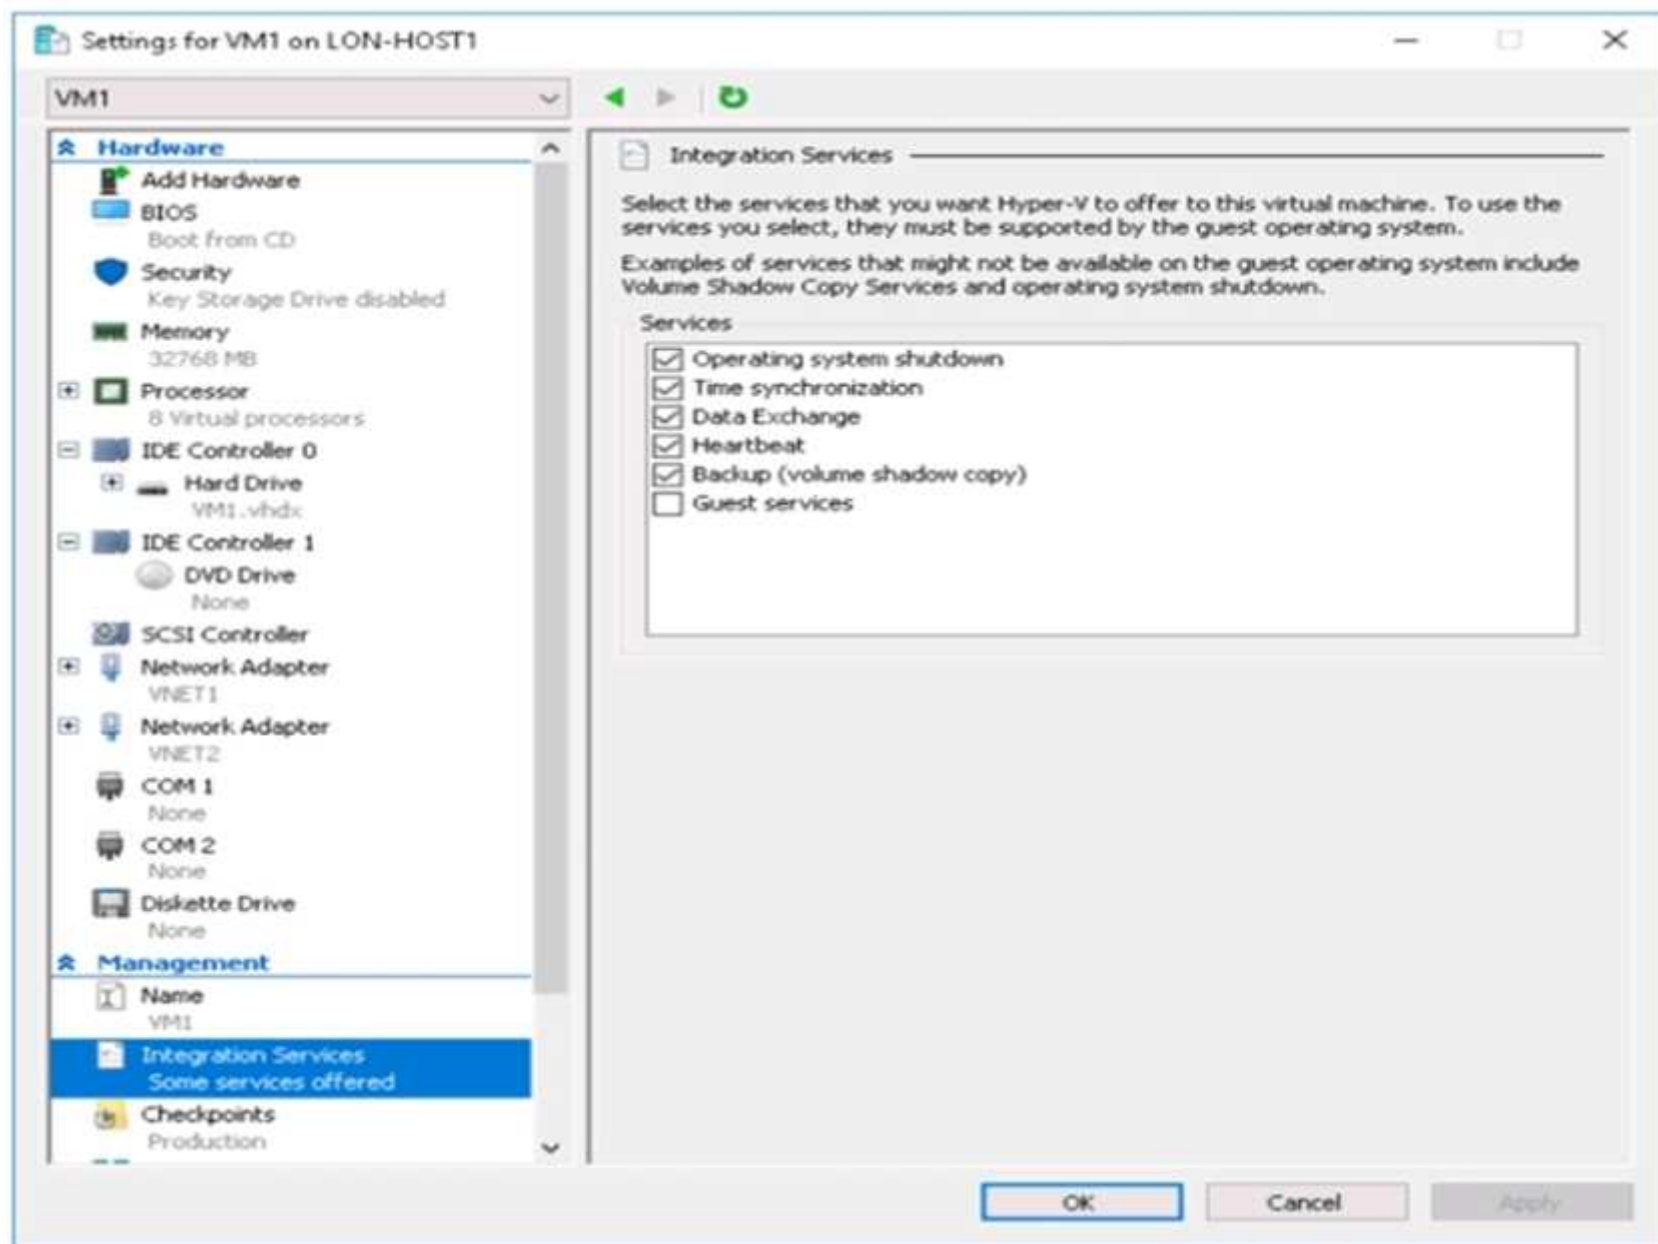 Settings for VM1 on LON-HOST1
VM1
Hardware
Add Hardware
BIOS
Boot from CD
Security
Key Storage Drive disabled
Memory
32768 MB
Processor
8 Virtual processors
IDE Controller 0
Hard Drive
VM1.vhdx
IDE Controller 1
DVD Drive
None
SCSI Controller
Network Adapter
VNET1
Network Adapter
VNET2
COM 1
None
COM 2
None
Diskette Drive
None
Management
Name
VM1
Integration Services
Some services offered
Checkpoints
Production
Integration Services
Select the services that you want Hyper-V to offer to this virtual machine. To use the
services you select, they must be supported by the guest operating system.
Examples of services that might not be available on the guest operating system include
Volume Shadow Copy Services and operating system shutdown.
Services
Operating system shutdown
Time synchronization
Data Exchange
Heartbeat
Backup (volume shadow copy)
Guest services
OK
Cancel
Apply